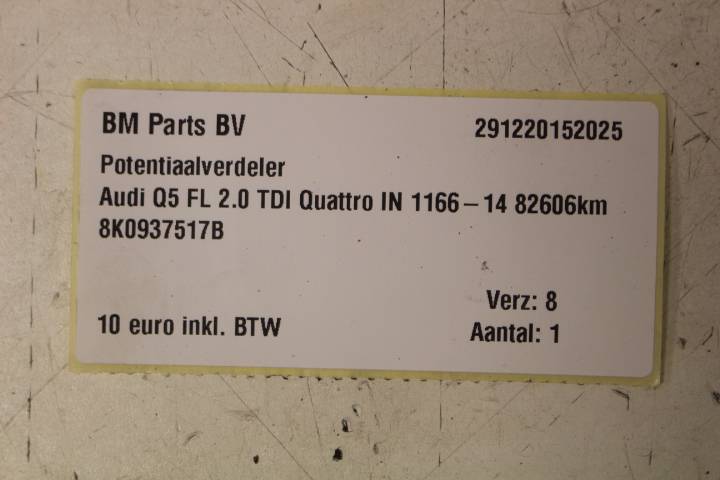 BM Parts BV 291220152025
Potentiaalverdeler
Audi Q5 FL 2.0 TDI Quattro IN 1166-14 82606km
8K0937517B
Verz: 8
10 euro inkl. BTW
Aantal: 1